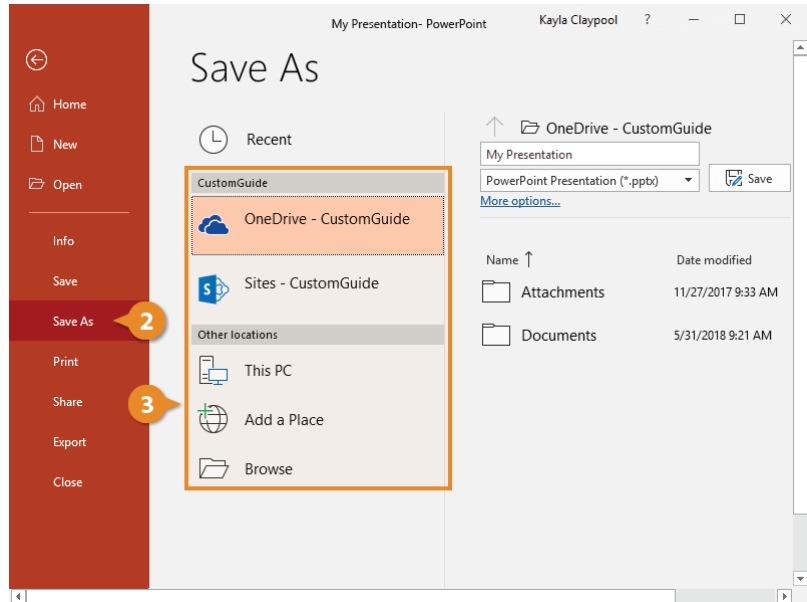 My Presentation- PowerPoint Kayla Claypool ? — □ ×
Save As
Home
New
Open
Info
Save
Save As 2
Print
Share
Export
Close
Recent
CustomGuide
OneDrive - CustomGuide
S
Sites - CustomGuide
Other locations
This PC
3
Add a Place
Browse
OneDrive - CustomGuide
My Presentation
PowerPoint Presentation (*.pptx) Save
More options...
Name ↑ Date modified
Attachments 11/27/2017 9:33 AM
Documents 5/31/2018 9:21 AM